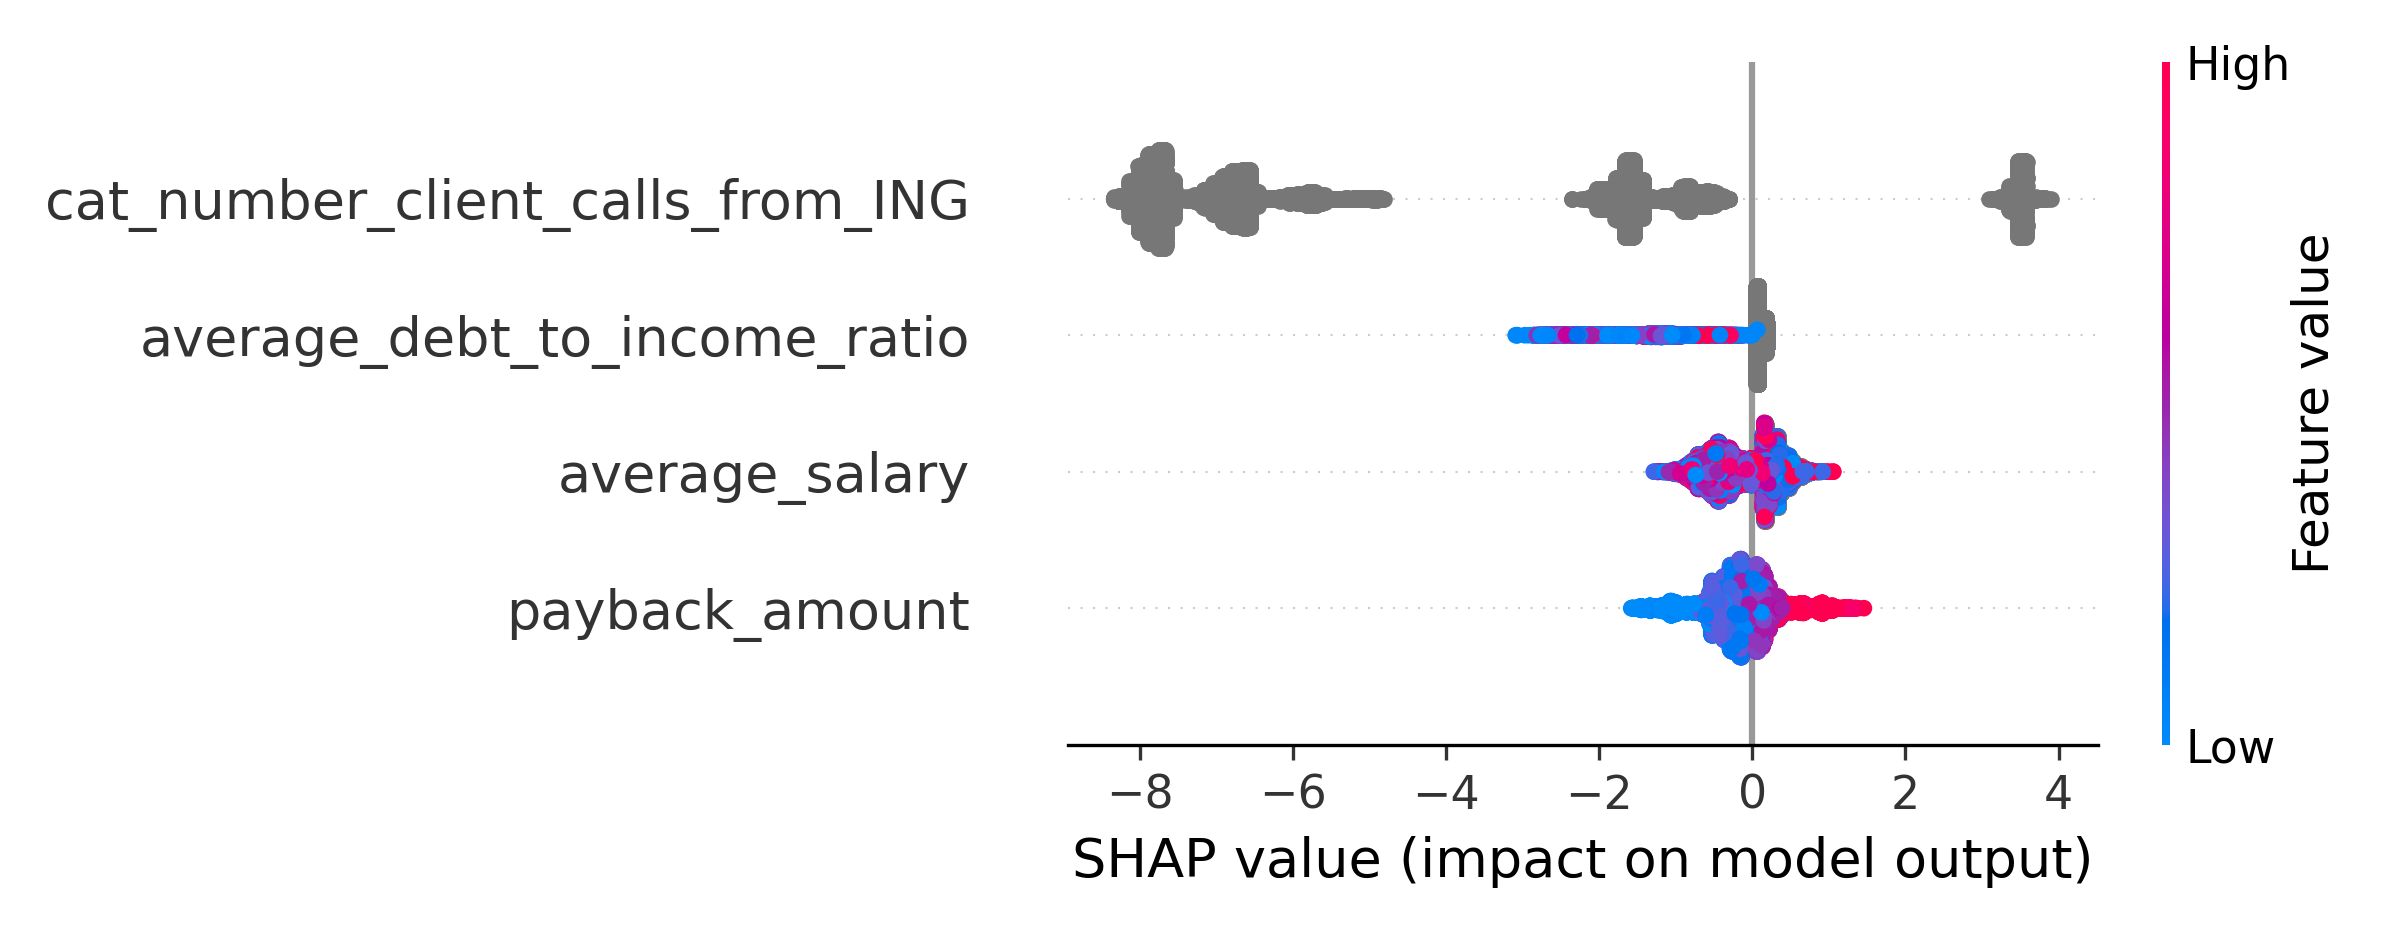 High
cat_number_client_calls_from_ING
average_debt_to_income_ratio
average_salary
payback_amount
Feature value
Low
−8 −6 −4 −2 0 2 4
SHAP value (impact on model output)